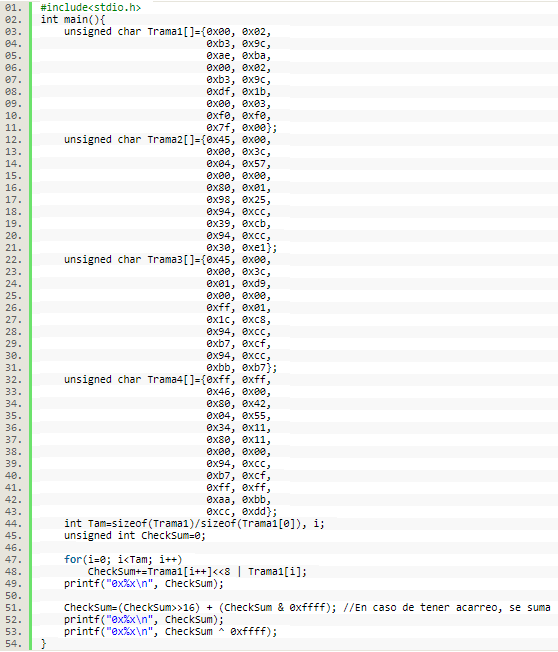 01. #include<stdio.h>
02. int main(){
03.     unsigned char Trama1[]={0x00, 0x02,
04.                             0xb3, 0x9c,
05.                             0xae, 0xba,
06.                             0x00, 0x02,
07.                             0xb3, 0x9c,
08.                             0xdf, 0x1b,
09.                             0x00, 0x03,
10.                             0xf0, 0xf0,
11.                             0x7f, 0x00};
12.     unsigned char Trama2[]={0x45, 0x00,
13.                             0x00, 0x3c,
14.                             0x04, 0x57,
15.                             0x00, 0x00,
16.                             0x80, 0x01,
17.                             0x98, 0x25,
18.                             0x94, 0xcc,
19.                             0x39, 0xcb,
20.                             0x94, 0xcc,
21.                             0x30, 0xe1};
22.     unsigned char Trama3[]={0x45, 0x00,
23.                             0x00, 0x3c,
24.                             0x01, 0xd9,
25.                             0x00, 0x00,
26.                             0xff, 0x01,
27.                             0x1c, 0xc8,
28.                             0x94, 0xcc,
29.                             0xb7, 0xcf,
30.                             0x94, 0xcc,
31.                             0xbb, 0xb7};
32.     unsigned char Trama4[]={0xff, 0xff,
33.                             0x46, 0x00,
34.                             0x80, 0x42,
35.                             0x04, 0x55,
36.                             0x34, 0x11,
37.                             0x80, 0x11,
38.                             0x00, 0x00,
39.                             0x94, 0xcc,
40.                             0xb7, 0xcf,
41.                             0xff, 0xff,
42.                             0xaa, 0xbb,
43.                             0xcc, 0xdd};
44.     int Tam=sizeof(Trama1)/sizeof(Trama1[0]), i;
45.     unsigned int CheckSum=0;
46.
47.     for(i=0; i<Tam; i++)
48.         CheckSum+=Trama1[i++]<<8 | Trama1[i];
49.     printf("0x%x\n", CheckSum);
50.
51.     CheckSum=(CheckSum>>16) + (CheckSum & 0xffff); //En caso de tener acarreo, se suma
52.     printf("0x%x\n", CheckSum);
53.     printf("0x%x\n", CheckSum ^ 0xffff);
54. }